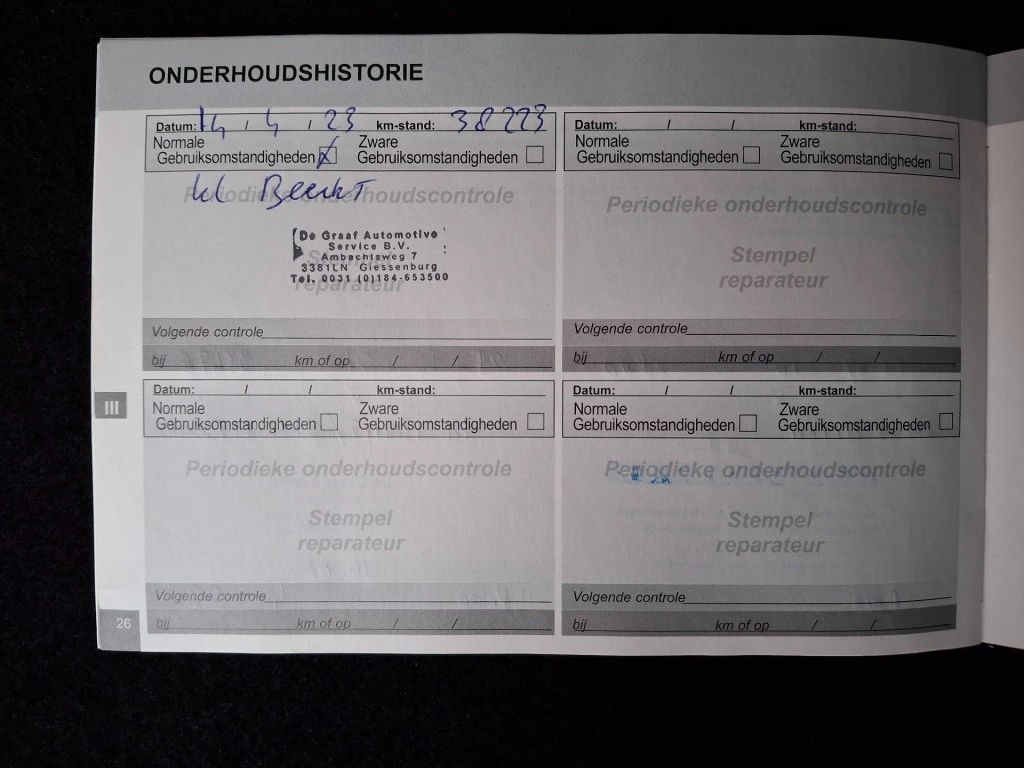 ONDERHOUDSHISTORIE
Datum: 14 / 4 / 23 km-stand: 38223
Normale Zware
Gebruiksomstandigheden X Gebruiksomstandigheden
kl Beurt
Periodieke onderhoudscontrole
De Graaf Automotive
Service B.V.
Ambachtsweg 7
3381LN Giessenburg
Tel. 0031 (0)184-653500
reparateur
Volgende controle
bij km of op / /
Datum: / / km-stand:
Normale Zware
Gebruiksomstandigheden Gebruiksomstandigheden
Periodieke onderhoudscontrole
Stempel
reparateur
Volgende controle
bij km of op / /
III
Datum: / / km-stand:
Normale Zware
Gebruiksomstandigheden Gebruiksomstandigheden
Periodieke onderhoudscontrole
Stempel
reparateur
Volgende controle
bij km of op / /
Datum: / / km-stand:
Normale Zware
Gebruiksomstandigheden Gebruiksomstandigheden
Periodieke onderhoudscontrole
Stempel
reparateur
Volgende controle
bij km of op / /
26